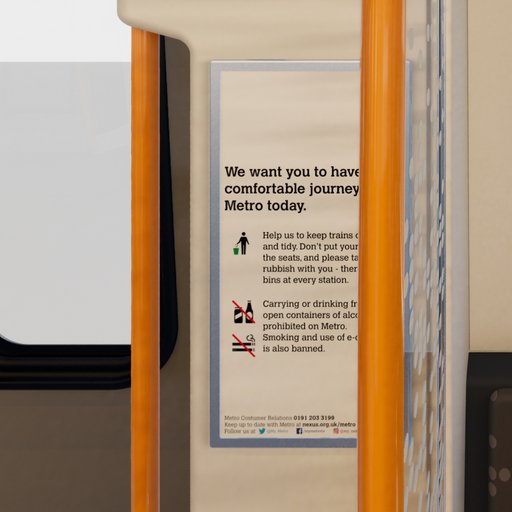 We want you to have
comfortable journey
Metro today.
Help us to keep trains c
and tidy. Don't put your
the seats, and please ta
rubbish with you - ther
bins at every station.
Carrying or drinking fr
open containers of alco
prohibited on Metro.
Smoking and use of e-c
is also banned.
Metro Customer Relations 0191 203 3199
Keep up to date with Metro at nexus.org.uk/metro
Follow us at @My_Metro